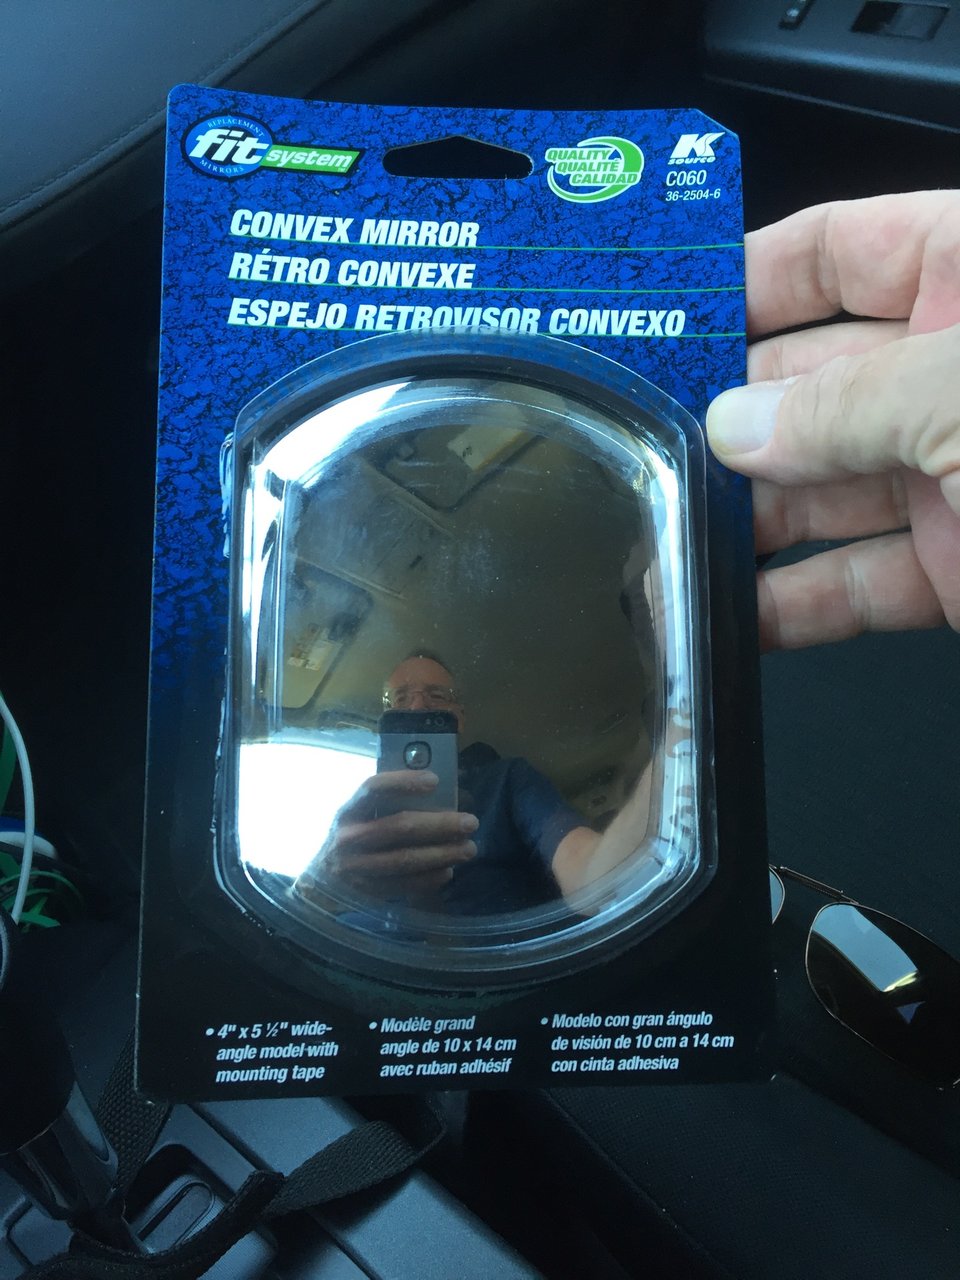 REPLACEMENT
fit system™
MIRRORS
QUALITY
QUALITÉ
CALIDAD
K
source
C060
36-2504-6
CONVEX MIRROR
RÉTRO CONVEXE
ESPEJO RETROVISOR CONVEXO
• 4" x 5 ½" wide-
angle model with
mounting tape
• Modèle grand
angle de 10 x 14 cm
avec ruban adhésif
• Modelo con gran ángulo
de visión de 10 cm a 14 cm
con cinta adhesiva